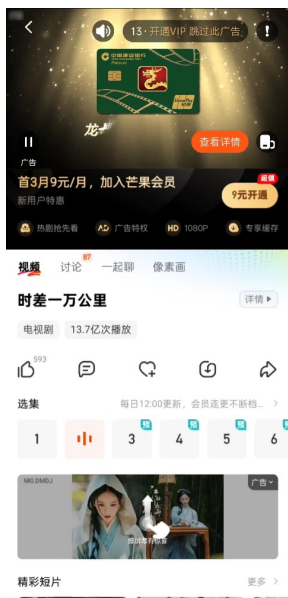 13 · 开通VIP 跳过此广告
!
中国建设银行
Platinum
UnionPay
龙卡
查看详情
广告
首3月9元/月，加入芒果会员
新用户特惠
超值
9元开通
热剧抢先看
AD 广告特权
HD 1080P
专享缓存
视频
讨论
87
一起聊
像素画
时差一万公里
详情
电视剧
13.7亿次播放
593
选集
每日12:00更新，会员连更不断档...
1
3
预
4
预
5
预
6
预
MG.DMGJ
广告
精彩短片
更多